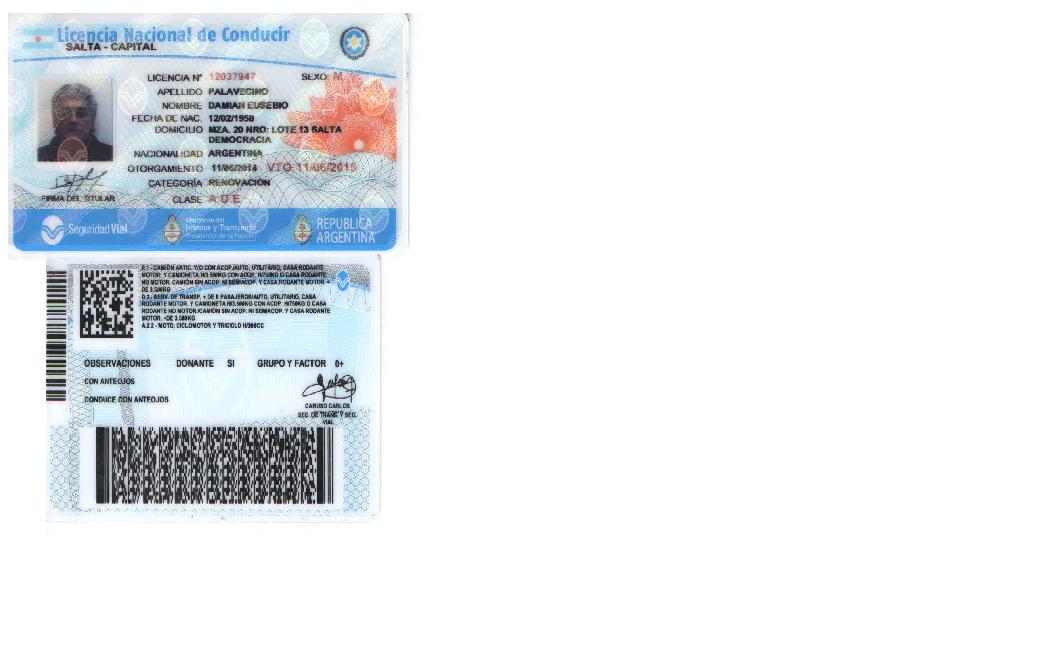 Licencia Nacional de Conducir
SALTA - CAPITAL
LICENCIA Nº 12037947 SEXO: M
APELLIDO PALAVECINO
NOMBRE DAMIAN EUSEBIO
FECHA DE NAC. 12/02/1958
DOMICILIO MZA. 20 NRO: LOTE 13 SALTA
DEMOCRACIA
NACIONALIDAD ARGENTINA
OTORGAMIENTO 11/06/2014 VTO: 11/06/2015
CATEGORÍA RENOVACION
FIRMA DEL TITULAR CLASE A D E
Seguridad Vial
Ministerio del
Interior y Transporte
Presidencia de la Nación
REPUBLICA
ARGENTINA
E.1 - CAMIÓN ARTIC. Y/O CON ACOP./AUTO, UTILITARIO, CASA RODANTE
MOTOR. Y CAMIONETA H/3.500KG CON ACOP. H/750KG O CASA RODANTE
NO MOTOR. CAMIÓN SIN ACOP. NI SEMIACOP. Y CASA RODANTE MOTOR. +
DE 3.500KG
D.3 - SERV. DE TRANSP. + DE 8 PASAJEROS/AUTO, UTILITARIO, CASA
RODANTE MOTOR. Y CAMIONETA H/3.500KG CON ACOP. H/750KG O CASA
RODANTE NO MOTOR./CAMIÓN SIN ACOP. NI SEMIACOP. Y CASA RODANTE
MOTOR. +DE 3.500KG
A.2.2 - MOTO, CICLOMOTOR Y TRICICLO H/300CC
OBSERVACIONES DONANTE SI GRUPO Y FACTOR 0+
CON ANTEOJOS
CONDUCE CON ANTEOJOS
CARUSO CARLOS
SEC. DE TRANS. Y SEG.
VIAL